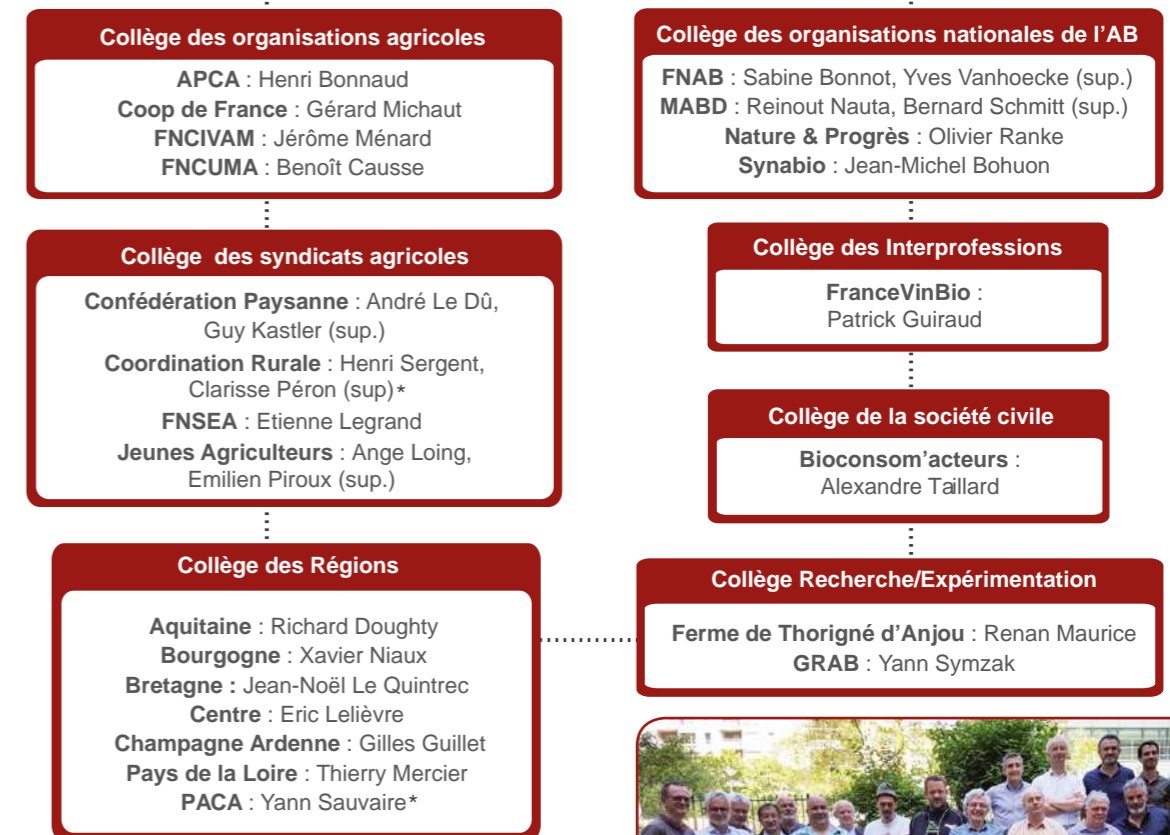 Collège des organisations agricoles
APCA : Henri Bonnaud
Coop de France : Gérard Michaut
FNCIVAM : Jérôme Ménard
FNCUMA : Benoît Causse
Collège des syndicats agricoles
Confédération Paysanne : André Le Dû,
Guy Kastler (sup.)
Coordination Rurale : Henri Sergent,
Clarisse Péron (sup)*
FNSEA : Etienne Legrand
Jeunes Agriculteurs : Ange Loing,
Emilien Piroux (sup.)
Collège des Régions
Aquitaine : Richard Doughty
Bourgogne : Xavier Niaux
Bretagne : Jean-Noël Le Quintrec
Centre : Eric Lelièvre
Champagne Ardenne : Gilles Guillet
Pays de la Loire : Thierry Mercier
PACA : Yann Sauvaire*
Collège des organisations nationales de l’AB
FNAB : Sabine Bonnot, Yves Vanhoecke (sup.)
MABD : Reinout Nauta, Bernard Schmitt (sup.)
Nature & Progrès : Olivier Ranke
Synabio : Jean-Michel Bohuon
Collège des Interprofessions
FranceVinBio :
Patrick Guiraud
Collège de la société civile
Bioconsom’acteurs :
Alexandre Taillard
Collège Recherche/Expérimentation
Ferme de Thorigné d’Anjou : Renan Maurice
GRAB : Yann Symzak